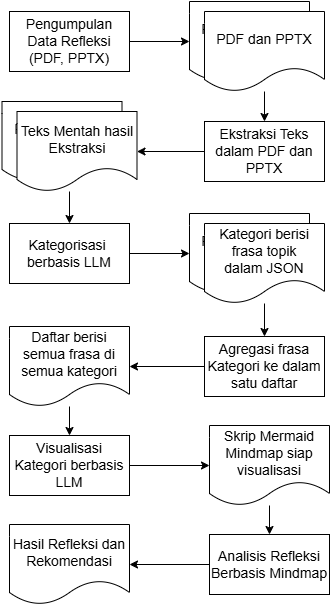 Pengumpulan
Data Refleksi
(PDF, PPTX)
PDF dan PPTX
Ekstraksi Teks
dalam PDF dan
PPTX
Teks Mentah hasil
Ekstraksi
Kategorisasi
berbasis LLM
Kategori berisi
frasa topik
dalam JSON
Agregasi frasa
Kategori ke dalam
satu daftar
Daftar berisi
semua frasa di
semua kategori
Visualisasi
Kategori berbasis
LLM
Skrip Mermaid
Mindmap siap
visualisasi
Analisis Refleksi
Berbasis Mindmap
Hasil Refleksi dan
Rekomendasi